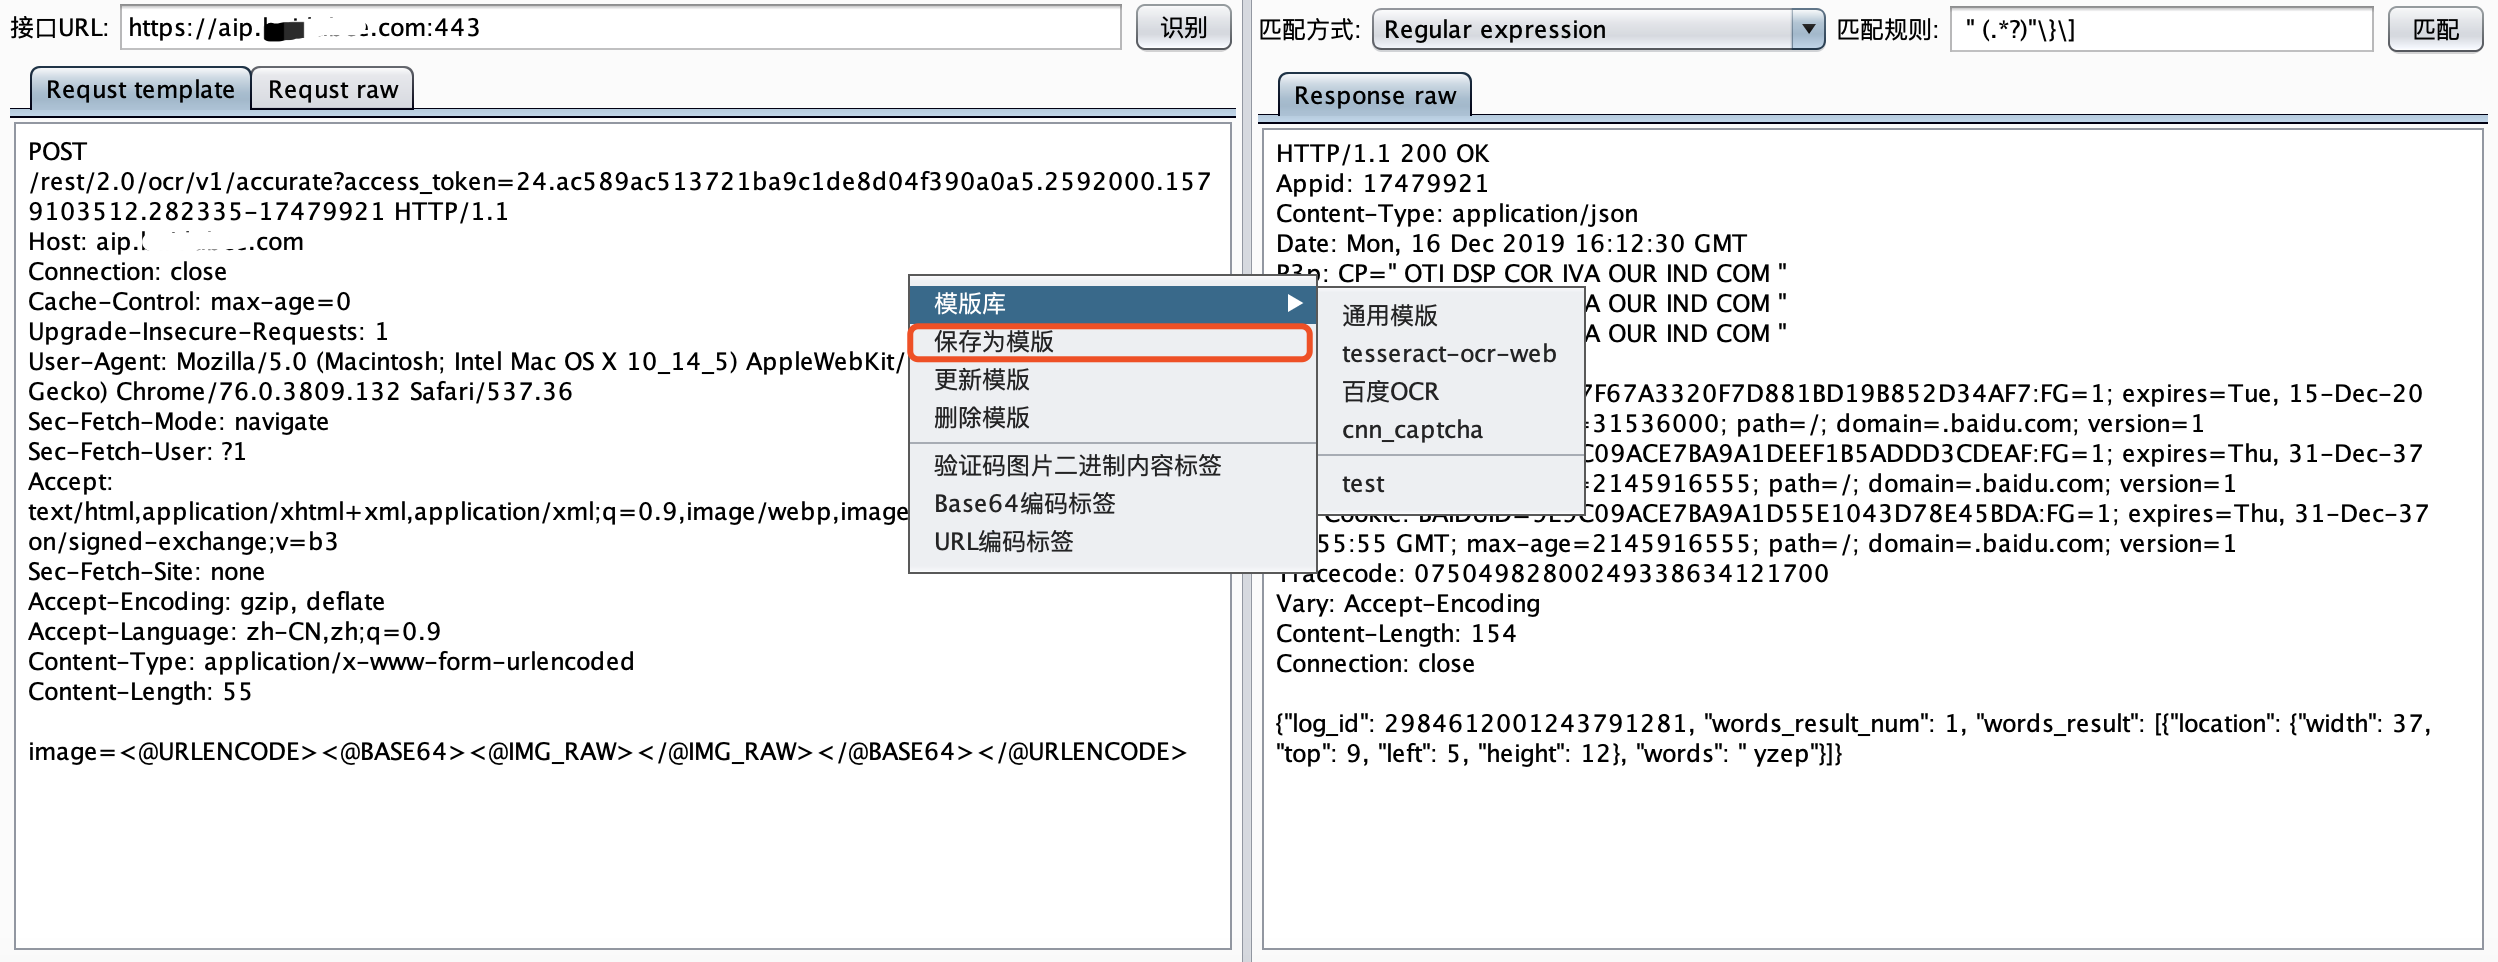 接口URL: https://aip. .com:443 识别
匹配方式: Regular expression 匹配规则: " (.*?)"\}\] 匹配
Requst template Requst raw
POST
/rest/2.0/ocr/v1/accurate?access_token=24.ac589ac513721ba9c1de8d04f390a0a5.2592000.157
9103512.282335-17479921 HTTP/1.1
Host: aip. .com
Connection: close
Cache-Control: max-age=0
Upgrade-Insecure-Requests: 1
User-Agent: Mozilla/5.0 (Macintosh; Intel Mac OS X 10_14_5) AppleWebKit/
Gecko) Chrome/76.0.3809.132 Safari/537.36
Sec-Fetch-Mode: navigate
Sec-Fetch-User: ?1
Accept:
text/html,application/xhtml+xml,application/xml;q=0.9,image/webp,image
on/signed-exchange;v=b3
Sec-Fetch-Site: none
Accept-Encoding: gzip, deflate
Accept-Language: zh-CN,zh;q=0.9
Content-Type: application/x-www-form-urlencoded
Content-Length: 55
image=<@URLENCODE><@BASE64><@IMG_RAW></@IMG_RAW></@BASE64></@URLENCODE>
模版库
保存为模版
更新模版
删除模版
验证码图片二进制内容标签
Base64编码标签
URL编码标签
通用模版
tesseract-ocr-web
百度OCR
cnn_captcha
test
Response raw
HTTP/1.1 200 OK
Appid: 17479921
Content-Type: application/json
Date: Mon, 16 Dec 2019 16:12:30 GMT
P3p: CP=" OTI DSP COR IVA OUR IND COM "
A OUR IND COM "
A OUR IND COM "
7F67A3320F7D881BD19B852D34AF7:FG=1; expires=Tue, 15-Dec-20
=31536000; path=/; domain=.baidu.com; version=1
C09ACE7BA9A1DEEF1B5ADDD3CDEAF:FG=1; expires=Thu, 31-Dec-37
=2145916555; path=/; domain=.baidu.com; version=1
Cookie: BAIDUID=9E9C09ACE7BA9A1D55E1043D78E45BDA:FG=1; expires=Thu, 31-Dec-37
55:55 GMT; max-age=2145916555; path=/; domain=.baidu.com; version=1
Tracecode: 07504982800249338634121700
Vary: Accept-Encoding
Content-Length: 154
Connection: close
{"log_id": 2984612001243791281, "words_result_num": 1, "words_result": [{"location": {"width": 37,
"top": 9, "left": 5, "height": 12}, "words": " yzep"}]}